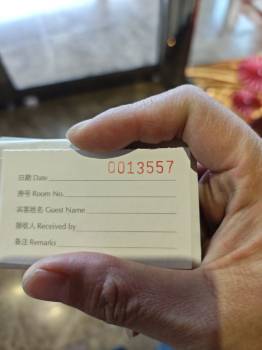 0013557
日期 Date
房号 Room No.
宾客姓名 Guest Name
接收人 Received by
备注 Remarks